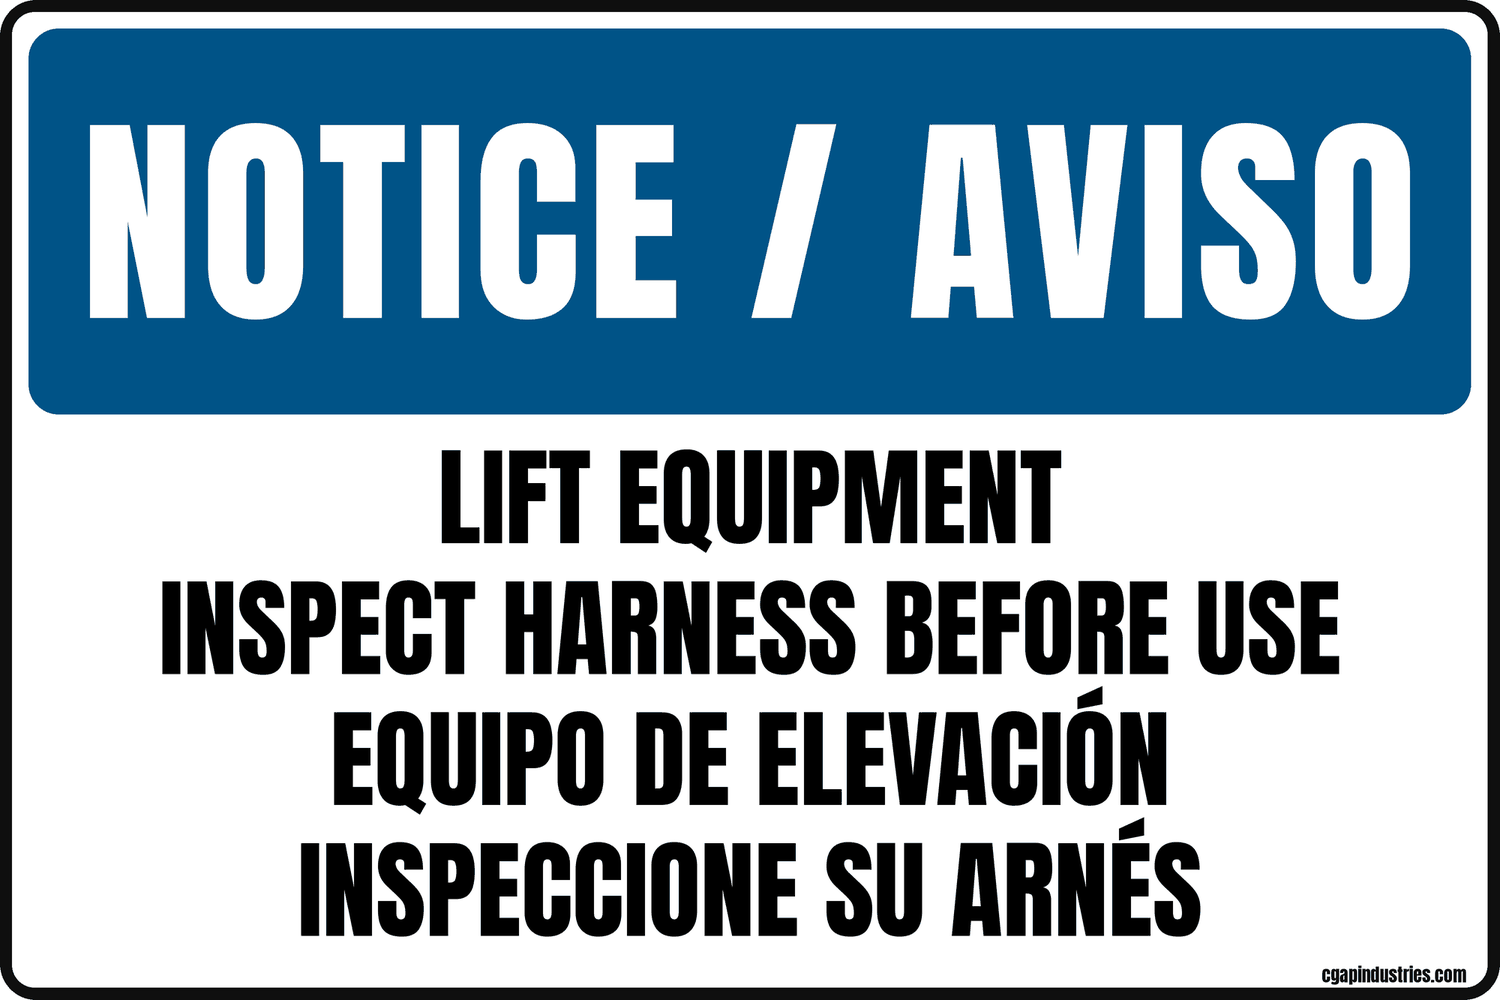 NOTICE / AVISO
LIFT EQUIPMENT
INSPECT HARNESS BEFORE USE
EQUIPO DE ELEVACIÓN
INSPECCIONE SU ARNÉS
cgapindustries.com